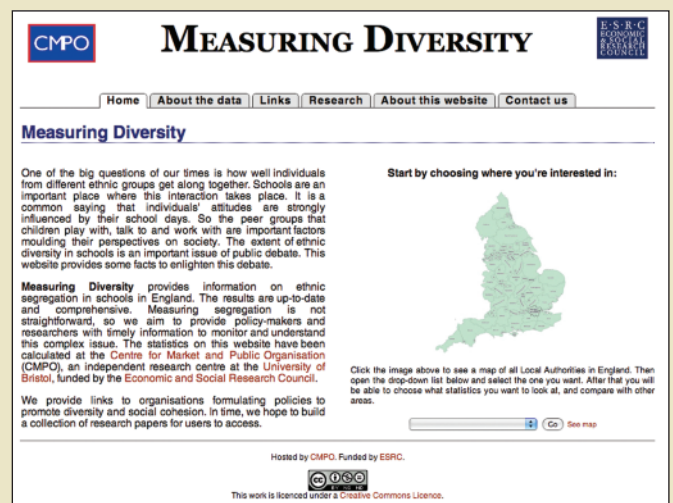 CMPO
MEASURING DIVERSITY
E·S·R·C
ECONOMIC
& SOCIAL
RESEARCH
COUNCIL
Home
About the data
Links
Research
About this website
Contact us
Measuring Diversity
One of the big questions of our times is how well individuals
from different ethnic groups get along together. Schools are an
important place where this interaction takes place. It is a
common saying that individuals' attitudes are strongly
influenced by their school days. So the peer groups that
children play with, talk to and work with are important factors
moulding their perspectives on society. The extent of ethnic
diversity in schools is an important issue of public debate. This
website provides some facts to enlighten this debate.
Measuring Diversity provides information on ethnic
segregation in schools in England. The results are up-to-date
and comprehensive. Measuring segregation is not
straightforward, so we aim to provide policy-makers and
researchers with timely information to monitor and understand
this complex issue. The statistics on this website have been
calculated at the Centre for Market and Public Organisation
(CMPO), an independent research centre at the University of
Bristol, funded by the Economic and Social Research Council.
We provide links to organisations formulating policies to
promote diversity and social cohesion. In time, we hope to build
a collection of research papers for users to access.
Start by choosing where you're interested in:
Click the image above to see a map of all Local Authorities in England. Then
open the drop-down list below and select the one you want. After that you will
be able to choose what statistics you want to look at, and compare with other
areas.
Go
See map
Hosted by CMPO. Funded by ESRC.
This work is licenced under a Creative Commons Licence.